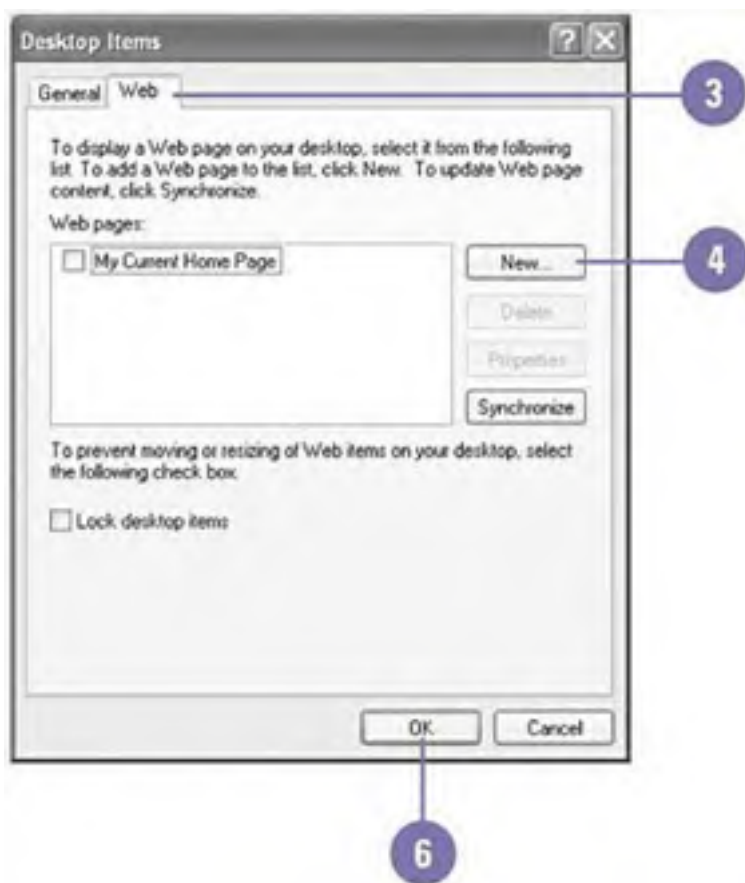 Desktop Items
General Web
3
To display a Web page on your desktop, select it from the following
list. To add a Web page to the list, click New. To update Web page
content, click Synchronize.
Web pages:
My Current Home Page
New...
4
Delete
Properties
Synchronize
To prevent moving or resizing of Web items on your desktop, select
the following check box.
Lock desktop items
OK
Cancel
6